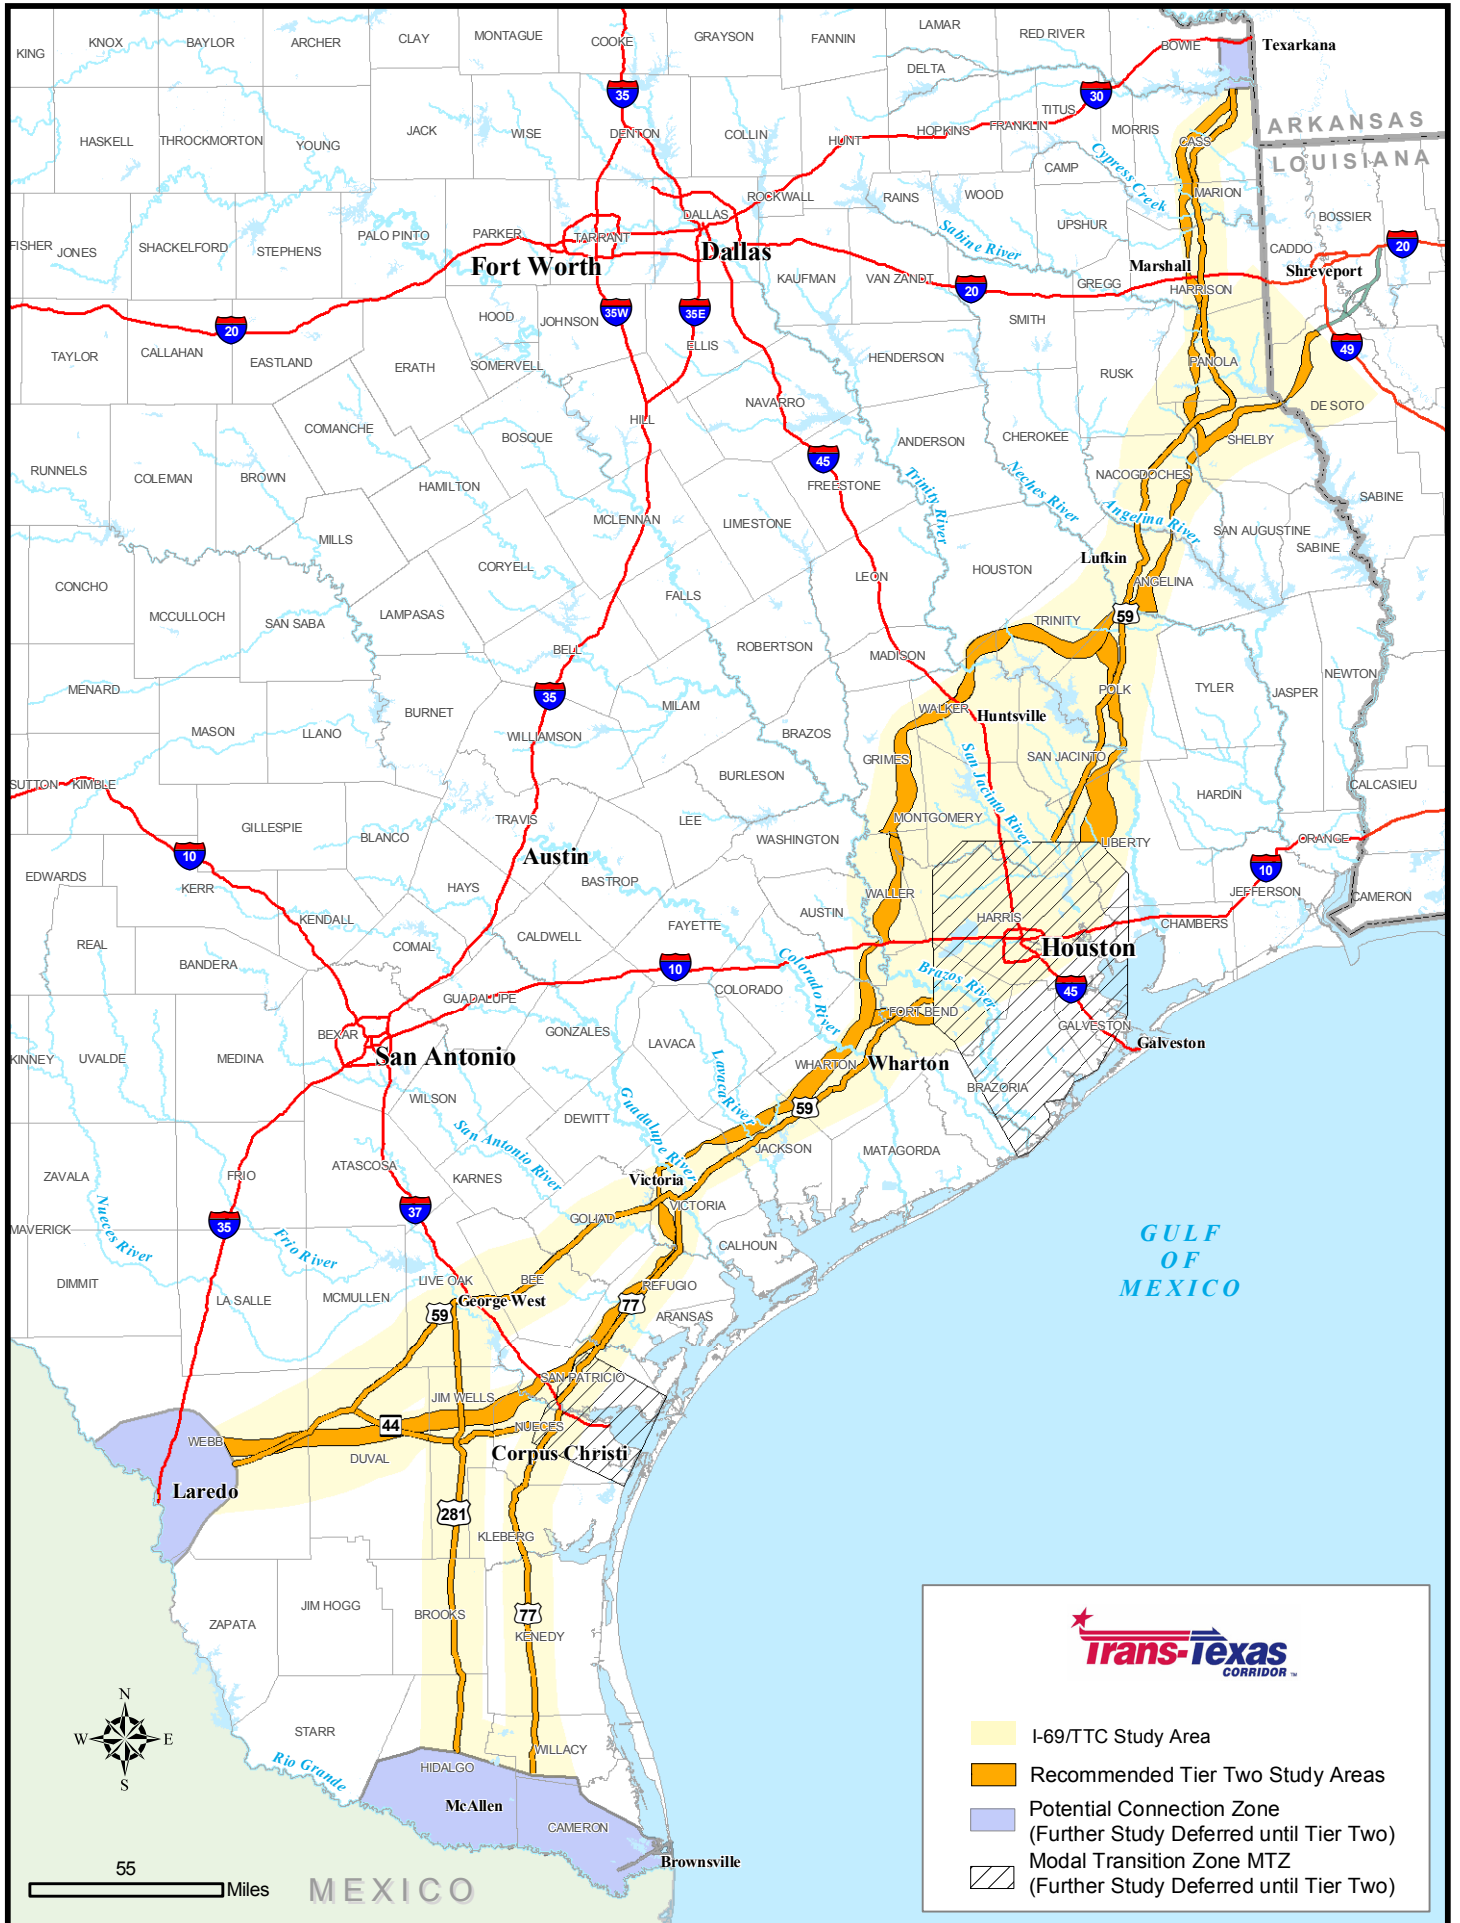 KING
KNOX
BAYLOR
ARCHER
CLAY
MONTAGUE
COOKE
GRAYSON
FANNIN
LAMAR
RED RIVER
BOWIE
Texarkana
DELTA
35
30
TITUS
HASKELL
THROCKMORTON
YOUNG
JACK
WISE
DENTON
COLLIN
HUNT
HOPKINS
FRANKLIN
MORRIS
CASS
ARKANSAS
LOUISIANA
CAMP
Cypress Creek
MARION
ROCKWALL
RAINS
WOOD
UPSHUR
BOSSIER
FISHER
JONES
SHACKELFORD
STEPHENS
PALO PINTO
PARKER
TARRANT
DALLAS
Dallas
Fort Worth
Sabine River
CADDO
20
Marshall
Shreveport
KAUFMAN
VAN ZANDT
20
GREGG
HARRISON
HOOD
JOHNSON
35W
35E
SMITH
20
TAYLOR
CALLAHAN
EASTLAND
ERATH
SOMERVELL
ELLIS
HENDERSON
RUSK
PANOLA
49
NAVARRO
HILL
DE SOTO
COMANCHE
BOSQUE
ANDERSON
CHEROKEE
SHELBY
RUNNELS
COLEMAN
BROWN
HAMILTON
45
FREESTONE
Trinity River
Neches River
NACOGDOCHES
SABINE
MCLENNAN
LIMESTONE
Angelina River
SAN AUGUSTINE
SABINE
MILLS
CORYELL
LEON
HOUSTON
Lufkin
ANGELINA
CONCHO
MCCULLOCH
SAN SABA
LAMPASAS
FALLS
59
TRINITY
BELL
ROBERTSON
MADISON
NEWTON
MENARD
35
MILAM
POLK
TYLER
JASPER
BURNET
WALKER
Huntsville
MASON
LLANO
WILLIAMSON
BRAZOS
GRIMES
SAN JACINTO
BURLESON
San Jacinto River
SUTTON
KIMBLE
CALCASIEU
HARDIN
GILLESPIE
BLANCO
TRAVIS
LEE
WASHINGTON
MONTGOMERY
LIBERTY
ORANGE
10
Austin
10
EDWARDS
KERR
HAYS
BASTROP
WALLER
JEFFERSON
CAMERON
KENDALL
CALDWELL
FAYETTE
AUSTIN
HARRIS
CHAMBERS
REAL
COMAL
Houston
BANDERA
10
Colorado River
Brazos River
GUADALUPE
COLORADO
45
FORT BEND
GALVESTON
KINNEY
UVALDE
MEDINA
BEXAR
San Antonio
GONZALES
LAVACA
Galveston
WHARTON
Wharton
BRAZORIA
WILSON
Lavaca River
59
Guadalupe River
DEWITT
San Antonio River
JACKSON
MATAGORDA
ZAVALA
FRIO
ATASCOSA
KARNES
Victoria
VICTORIA
Nueces River
37
35
GOLIAD
MAVERICK
Frio River
CALHOUN
GULF
OF
MEXICO
DIMMIT
LA SALLE
MCMULLEN
LIVE OAK
BEE
REFUGIO
George West
77
59
ARANSAS
SAN PATRICIO
JIM WELLS
44
NUECES
WEBB
DUVAL
Corpus Christi
Laredo
281
KLEBERG
JIM HOGG
BROOKS
77
ZAPATA
KENEDY
STARR
WILLACY
Rio Grande
HIDALGO
McAllen
CAMERON
Brownsville
N
W
E
S
55
Miles
MEXICO
Trans-Texas
CORRIDOR ™
I-69/TTC Study Area
Recommended Tier Two Study Areas
Potential Connection Zone
(Further Study Deferred until Tier Two)
Modal Transition Zone MTZ
(Further Study Deferred until Tier Two)